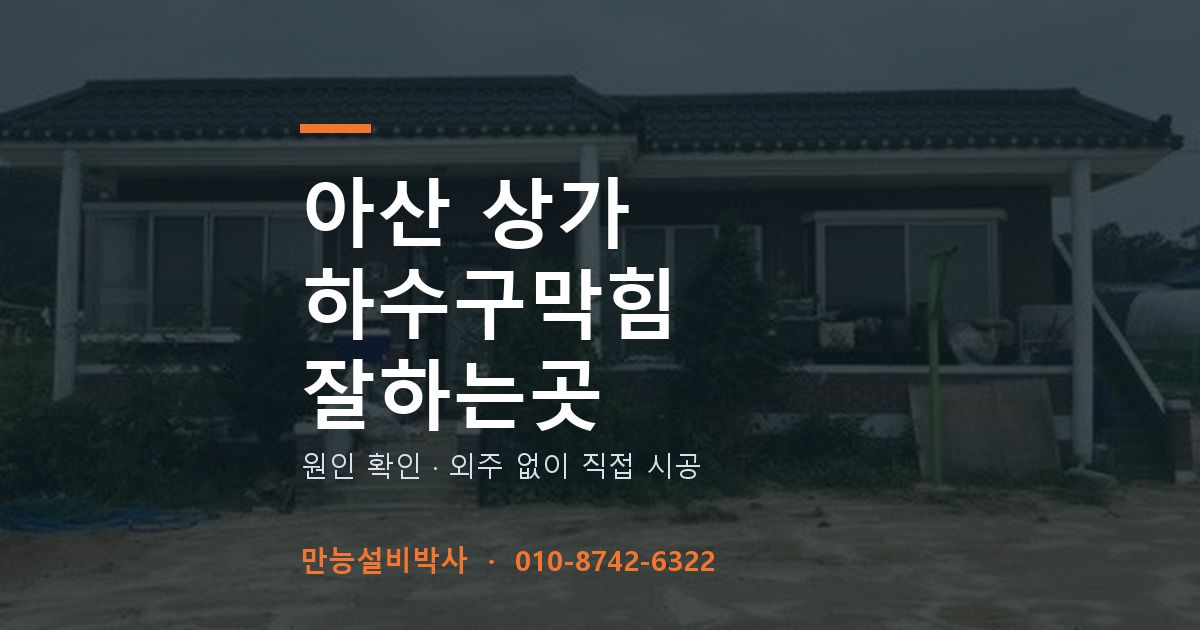 아산 상가
하수구막힘
잘하는곳
원인 확인 · 외주 없이 직접 시공
만능설비박사 · 010-8742-6322